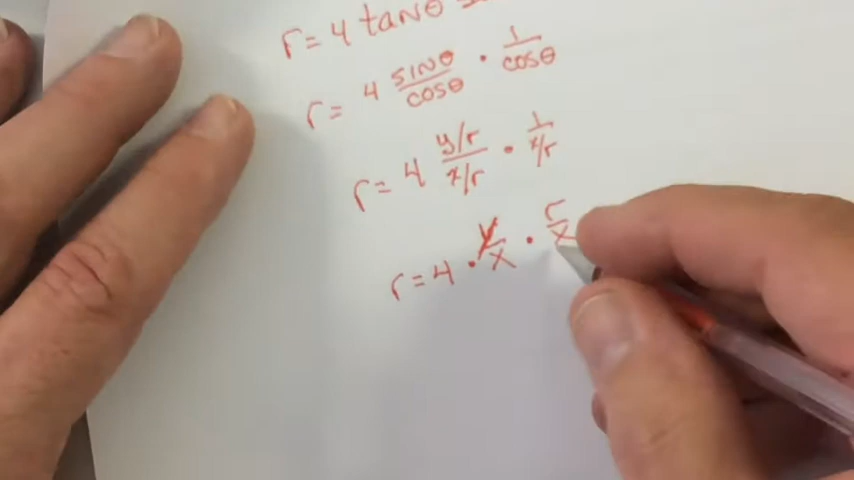 r = 4 tanθ
r = 4 sinθ/cosθ · 1/cosθ
r = 4 y/r/x/r · 1/x/r
r = 4 · y/x · r/x